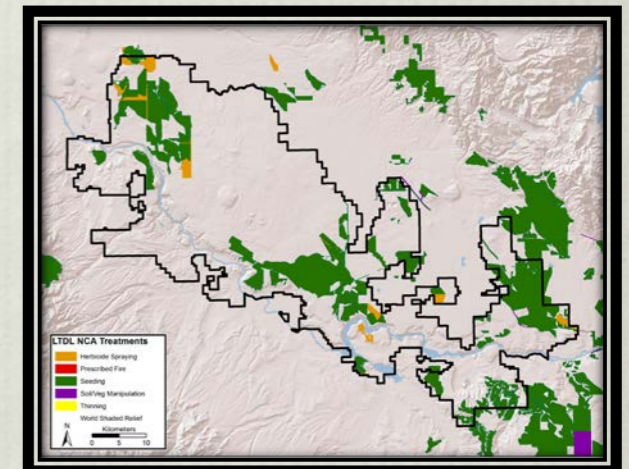 LTDL NCA Treatments
Herbicide Spraying
Prescribed Fire
Seeding
Soil/Veg Manipulation
Thinning
World Shaded Relief
N
Kilometers
0 5 10